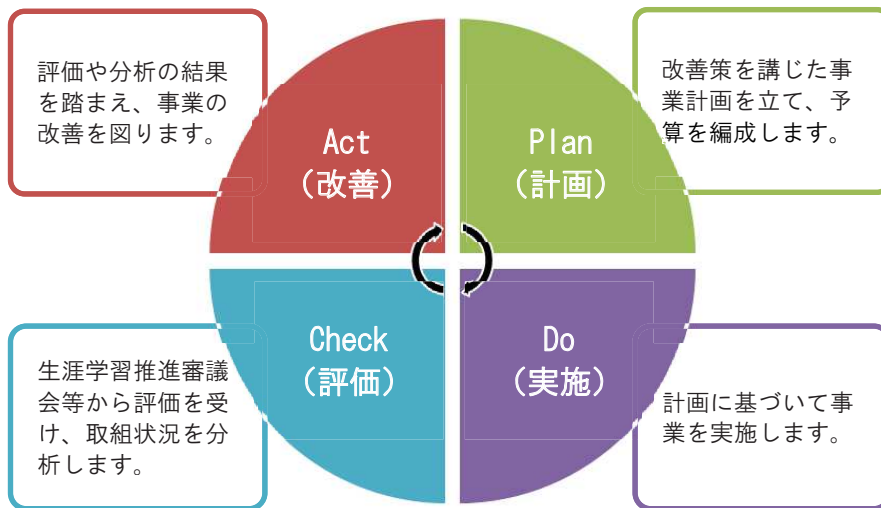 評価や分析の結果
を踏まえ、事業の
改善を図ります。
Act
（改善）
Plan
（計画）
改善策を講じた事
業計画を立て、予
算を編成します。
生涯学習推進審議
会等から評価を受
け、取組状況を分
析します。
Check
（評価）
Do
（実施）
計画に基づいて事
業を実施します。